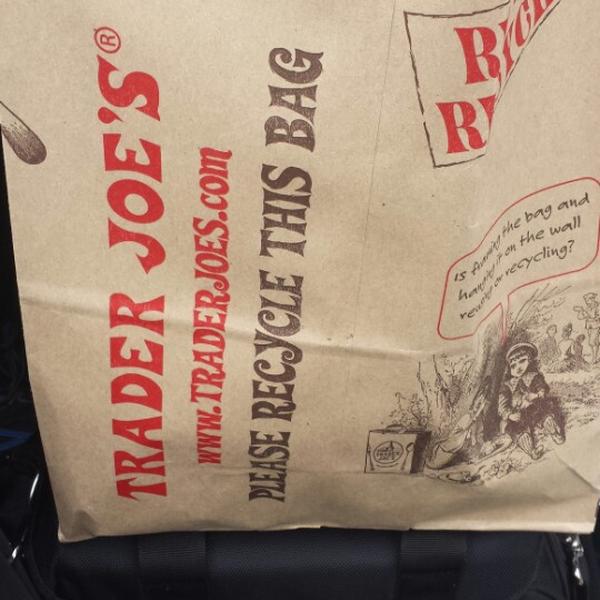 TRADER JOE'S®
www.TRADERJOES.com
PLEASE RECYCLE THIS BAG
Is framing the bag and
hanging it on the wall
reusing or recycling?